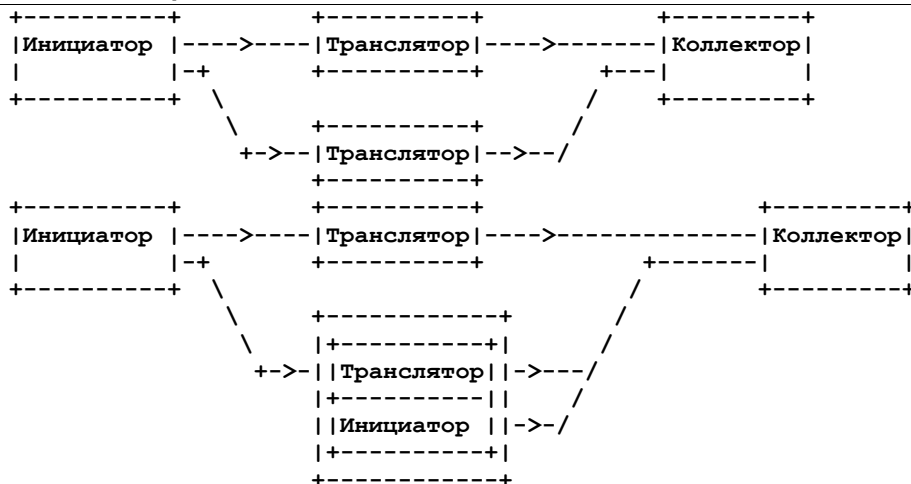 +----------+ +----------+ +---------+
|Инициатор |---->----|Транслятор|---->-------|Коллектор|
| |-+ +----------+ +---| |
+----------+ \ / +---------+
\ +----------+ /
+->--|Транслятор|-->--/
+----------+
+----------+ +----------+ +---------+
|Инициатор |---->----|Транслятор|---->--------------|Коллектор|
| |-+ +----------+ +-------| |
+----------+ \ / +---------+
\ +------------+ /
\ |+----------+| /
+->-||Транслятор||->---/
|+----------|| /
||Инициатор ||->-/
|+----------+|
+------------+